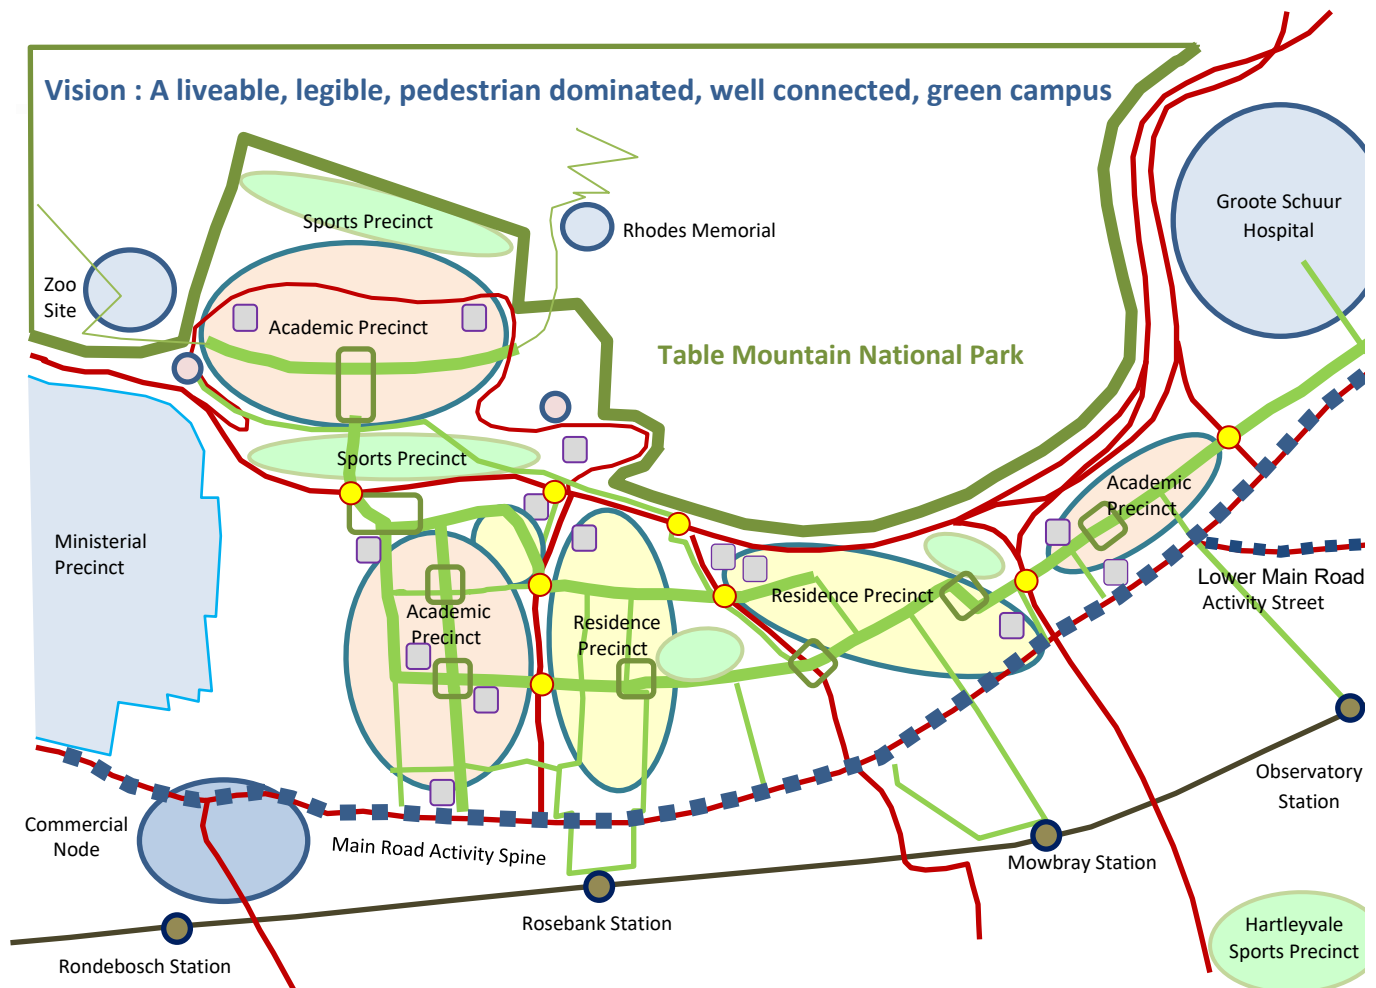 Vision : A liveable, legible, pedestrian dominated, well connected, green campus
Sports Precinct
Rhodes Memorial
Groote Schuur
Hospital
Zoo
Site
Academic Precinct
Table Mountain National Park
Sports Precinct
Academic
Precinct
Ministerial
Precinct
Lower Main Road
Activity Street
Residence Precinct
Academic
Precinct
Residence
Precinct
Observatory
Station
Commercial
Node
Main Road Activity Spine
Mowbray Station
Rosebank Station
Rondebosch Station
Hartleyvale
Sports Precinct